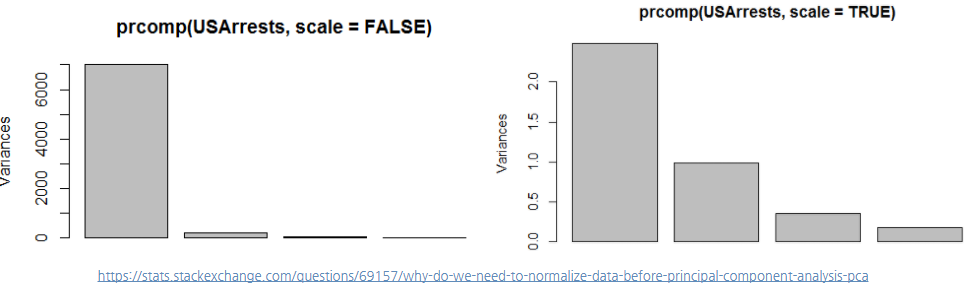 prcomp(USArrests, scale = FALSE)
Variances
6000
4000
2000
0
prcomp(USArrests, scale = TRUE)
Variances
2.0
1.5
1.0
0.5
0.0
https://stats.stackexchange.com/questions/69157/why-do-we-need-to-normalize-data-before-principal-component-analysis-pca